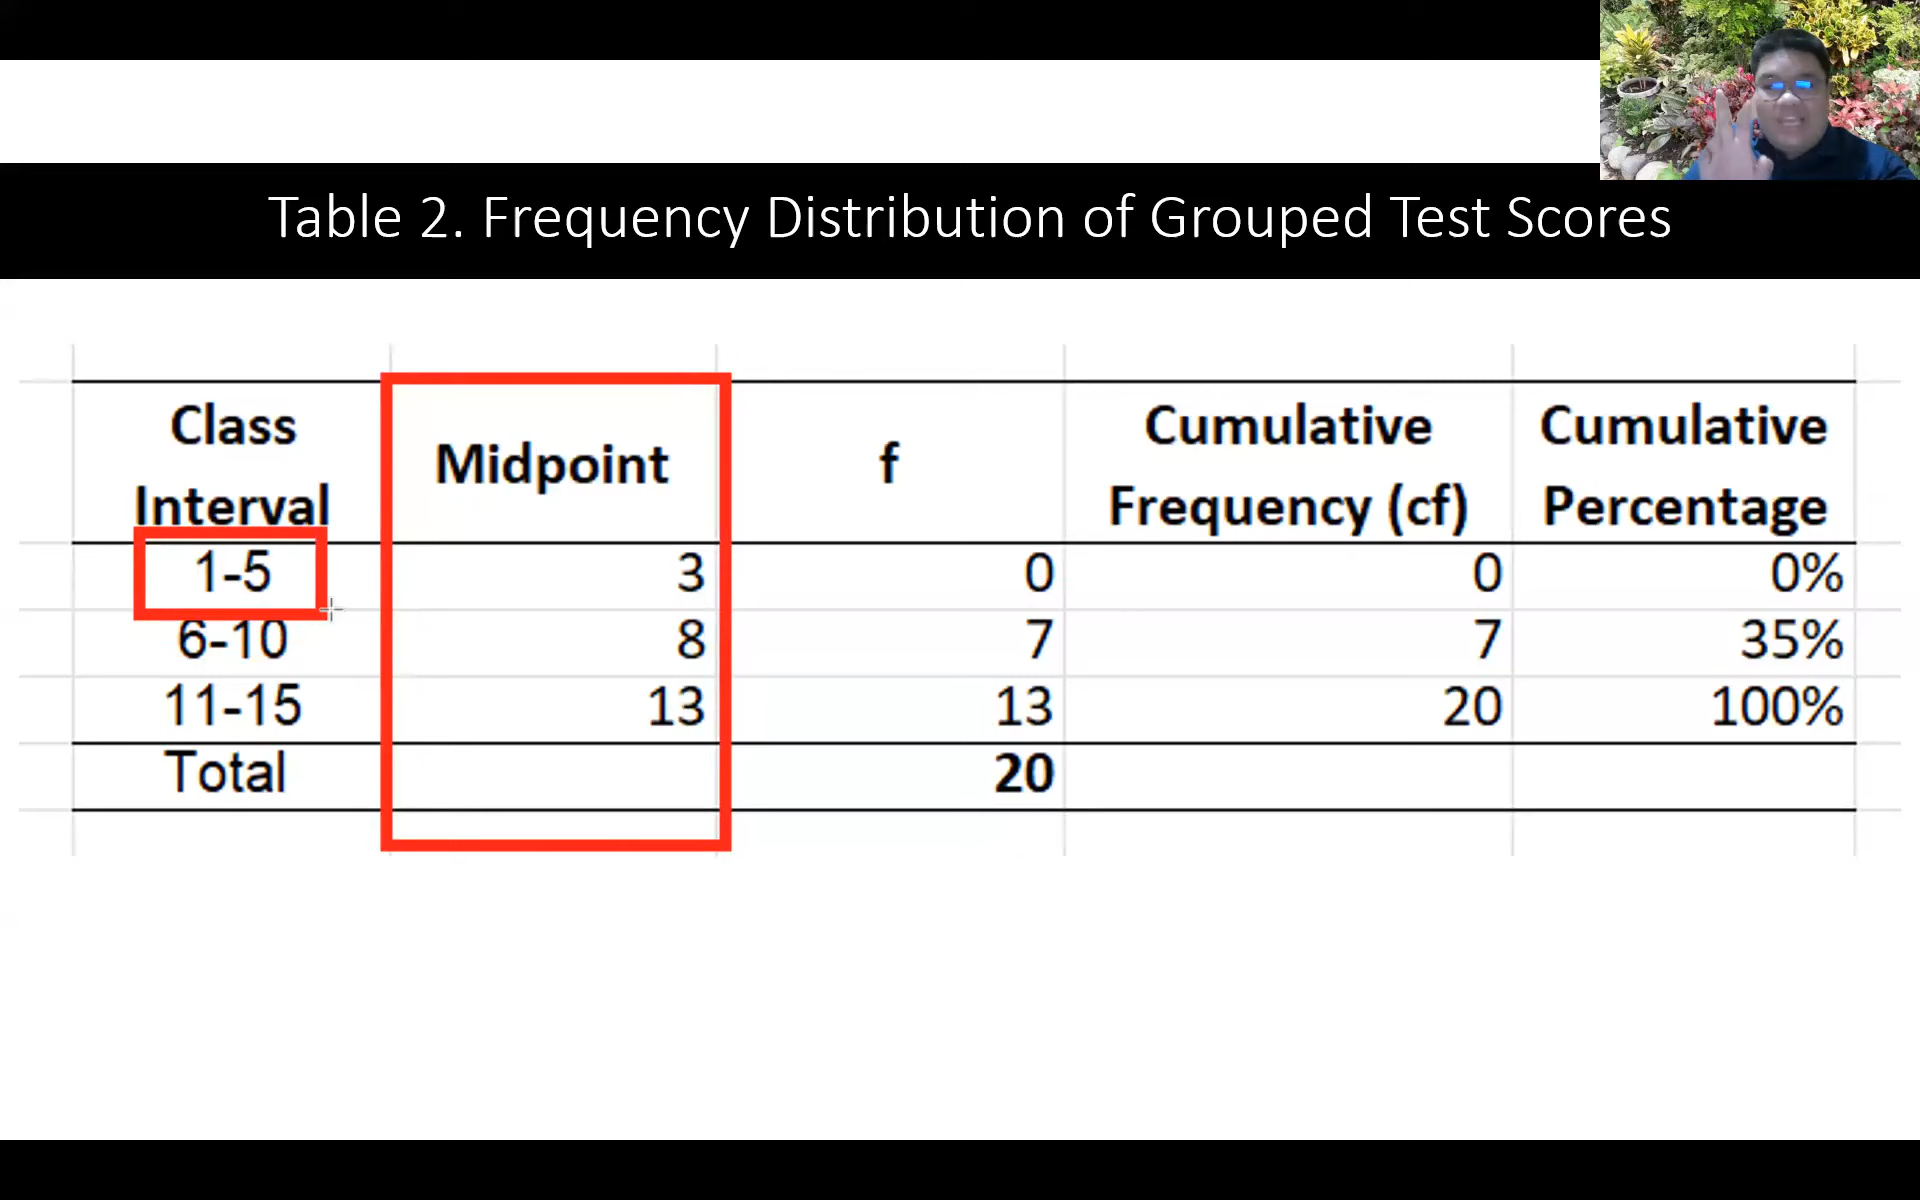 Table 2. Frequency Distribution of Grouped Test Scores
Class Interval Midpoint f Cumulative Frequency (cf) Cumulative Percentage
1-5 3 0 0 0%
6-10 8 7 7 35%
11-15 13 13 20 100%
Total 20